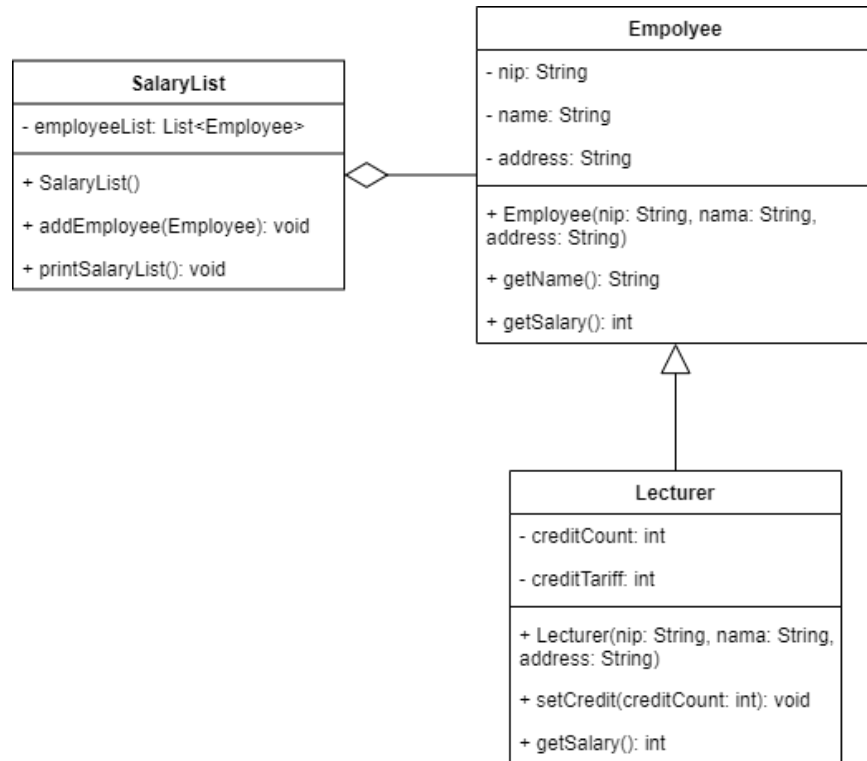 SalaryList
- employeeList: List<Employee>
+ SalaryList()
+ addEmployee(Employee): void
+ printSalaryList(): void
Empolyee
- nip: String
- name: String
- address: String
+ Employee(nip: String, nama: String,
address: String)
+ getName(): String
+ getSalary(): int
Lecturer
- creditCount: int
- creditTariff: int
+ Lecturer(nip: String, nama: String,
address: String)
+ setCredit(creditCount: int): void
+ getSalary(): int